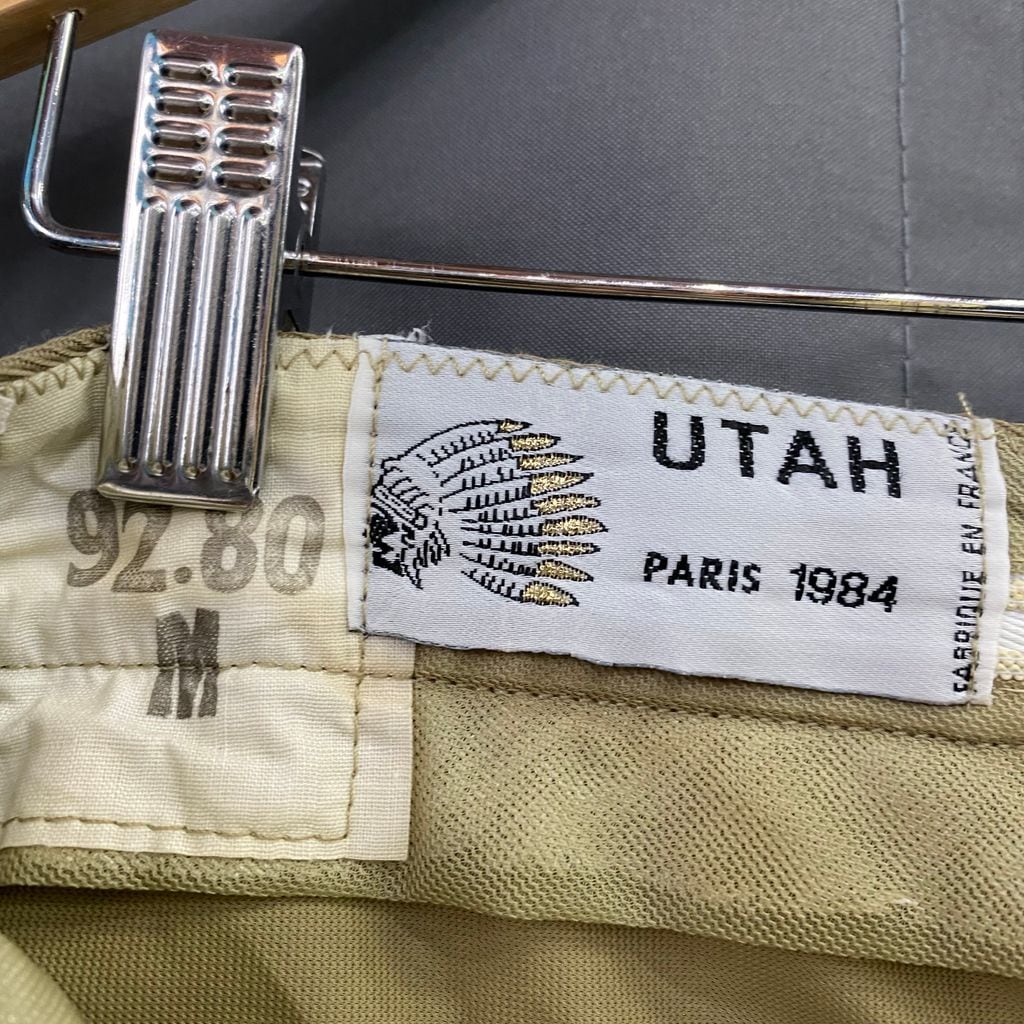 92.80
M
UTAH
PARIS 1984
FABRIQUE EN FRANCE